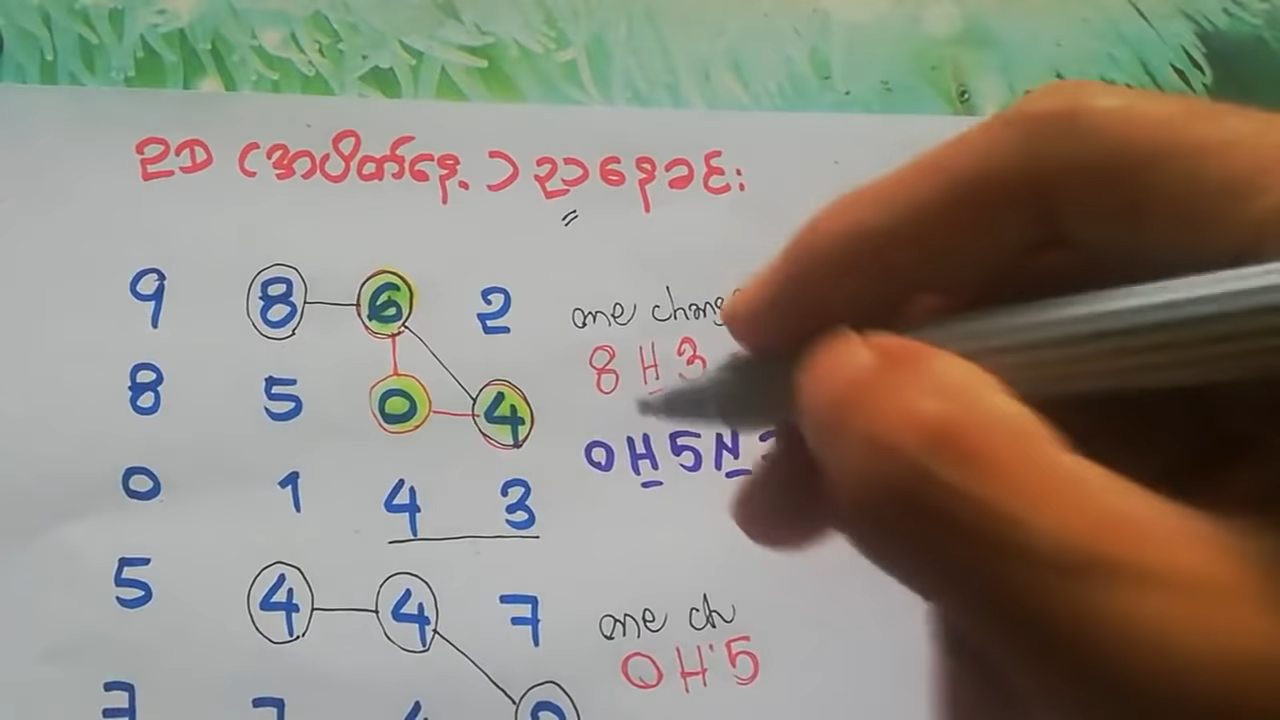 2D (အပိတ်နေ့) ညနေခင်း
9 8 6 2 one change
8 5 0 4 8 H 3
0 H 5 N
0 1 4 3
5 4 4 7 one ch
0 H 5